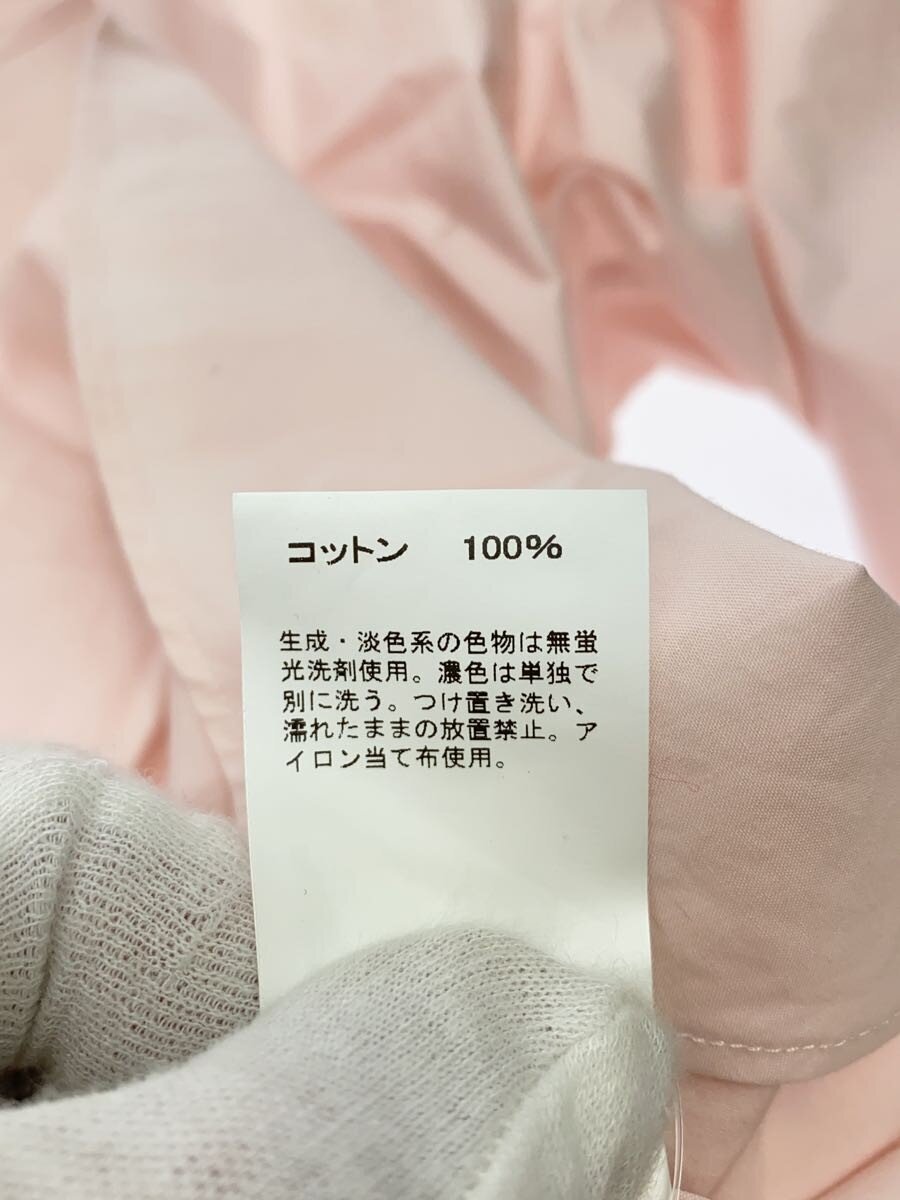 コットン 100%
生成・淡色系の色物は無蛍
光洗剤使用。濃色は単独で
別に洗う。つけ置き洗い、
濡れたままの放置禁止。ア
イロン当て布使用。